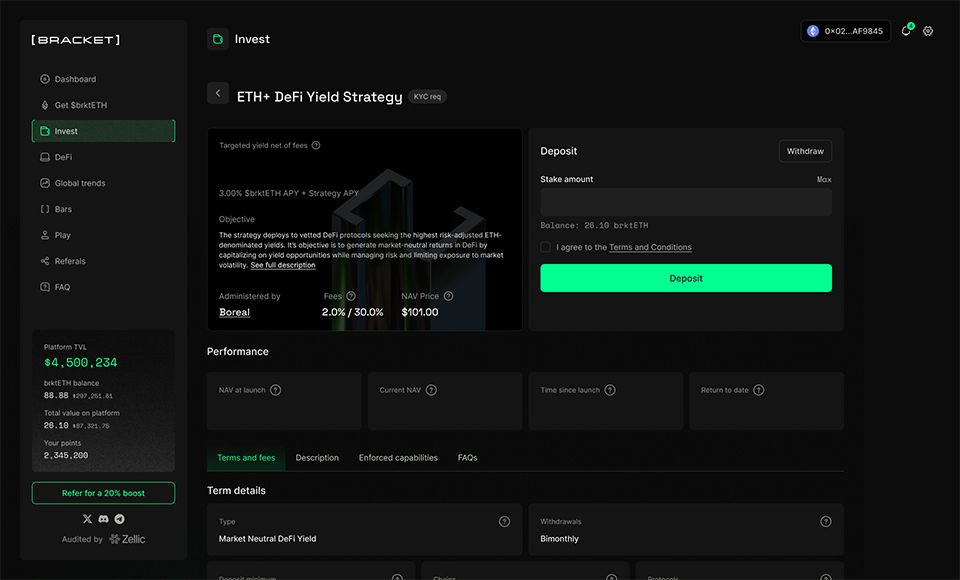 [BRACKET]
Dashboard
Get $brktETH
Invest
DeFi
Global trends
Bars
Play
Referrals
FAQ
Platform TVL
$4,500,234
brktETH balance
88.88 $297,251.61
Total value on platform
26.10 $87,321.75
Your points
2,345,200
Refer for a 20% boost
Audited by Zellic
Invest
0x02...AF9845
4
ETH+ DeFi Yield Strategy KYC req
Targeted yield net of fees
3.00% $brktETH APY + Strategy APY
Objective
The strategy deploys to vetted DeFi protocols seeking the highest risk-adjusted ETH-
denominated yields. It's objective is to generate market-neutral returns in DeFi by
capitalizing on yield opportunities while managing risk and limiting exposure to market
volatility. See full description
Administered by Fees NAV Price
Boreal 2.0% / 30.0% $101.00
Deposit Withdraw
Stake amount Max
Balance: 26.10 brktETH
I agree to the Terms and Conditions
Deposit
Performance
NAV at launch Current NAV Time since launch Return to date
Terms and fees Description Enforced capabilities FAQs
Term details
Type Withdrawals
Market Neutral DeFi Yield Bimonthly
Deposit minimum Chains Protocols